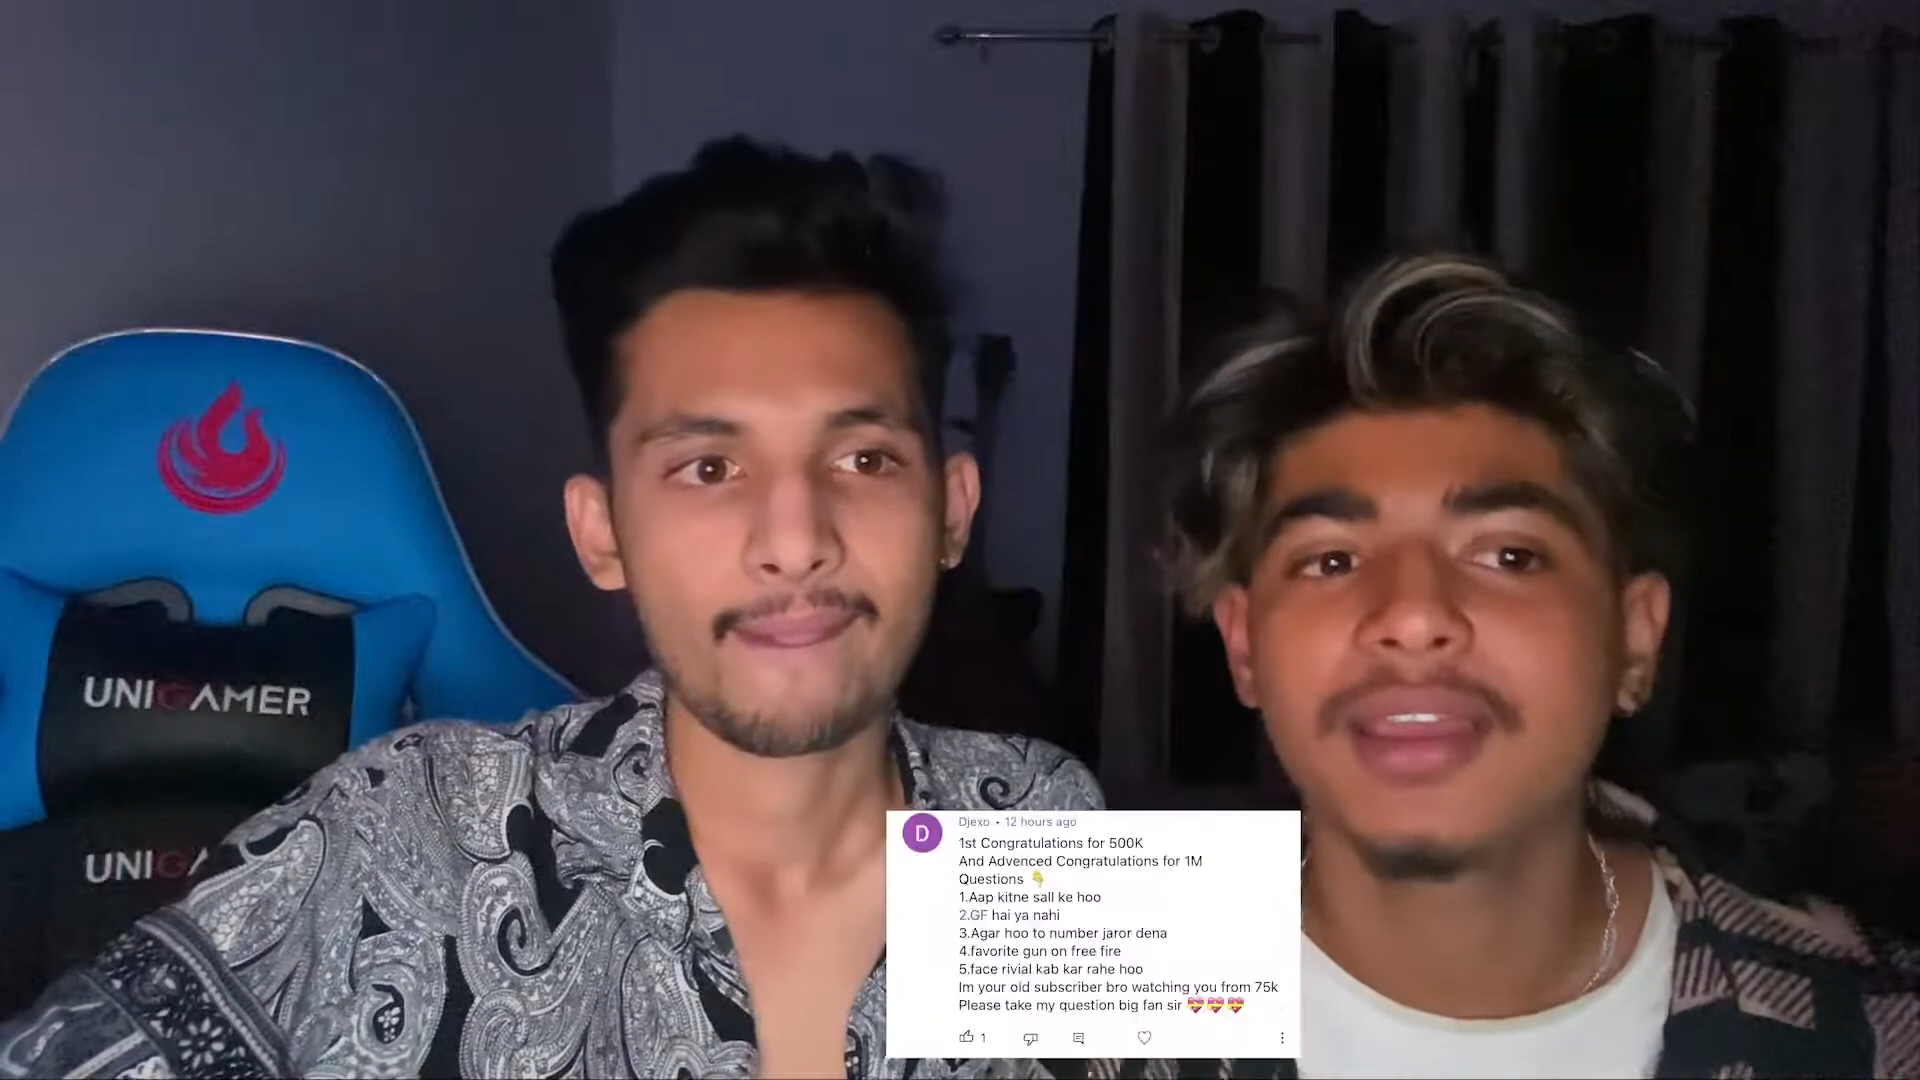 UNIGAMER
UNIGA
D
Djexo • 12 hours ago
1st Congratulations for 500K
And Advenced Congratulations for 1M
Questions 👇
1.Aap kitne sall ke hoo
2.GF hai ya nahi
3.Agar hoo to number jaror dena
4.favorite gun on free fire
5.face rivial kab kar rahe hoo
Im your old subscriber bro watching you from 75k
Please take my question big fan sir 💝💝💝
1